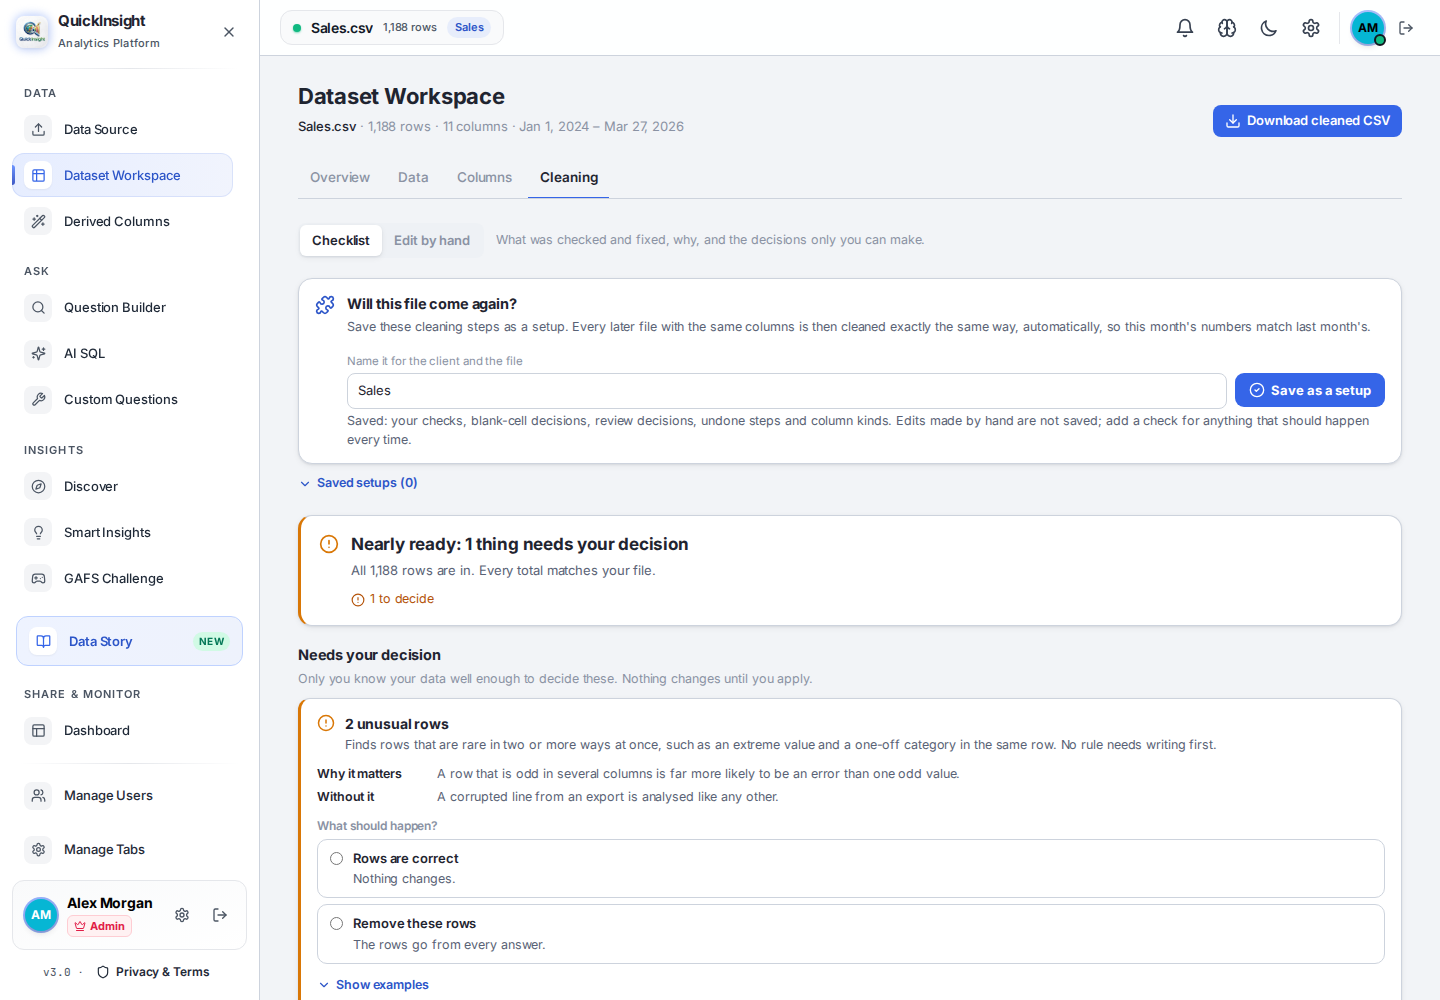 QuickInsight
Analytics Platform
DATA
Data Source
Dataset Workspace
Derived Columns
ASK
Question Builder
AI SQL
Custom Questions
INSIGHTS
Discover
Smart Insights
GAFS Challenge
Data Story NEW
SHARE & MONITOR
Dashboard
Manage Users
Manage Tabs
AM Alex Morgan
Admin
v3.0 · Privacy & Terms
Sales.csv 1,188 rows Sales
AM
Dataset Workspace
Sales.csv · 1,188 rows · 11 columns · Jan 1, 2024 – Mar 27, 2026
Download cleaned CSV
Overview Data Columns Cleaning
Checklist Edit by hand What was checked and fixed, why, and the decisions only you can make.
Will this file come again?
Save these cleaning steps as a setup. Every later file with the same columns is then cleaned exactly the same way, automatically, so this month's numbers match last month's.
Name it for the client and the file
Sales Save as a setup
Saved: your checks, blank-cell decisions, review decisions, undone steps and column kinds. Edits made by hand are not saved; add a check for anything that should happen
every time.
Saved setups (0)
Nearly ready: 1 thing needs your decision
All 1,188 rows are in. Every total matches your file.
1 to decide
Needs your decision
Only you know your data well enough to decide these. Nothing changes until you apply.
2 unusual rows
Finds rows that are rare in two or more ways at once, such as an extreme value and a one-off category in the same row. No rule needs writing first.
Why it matters A row that is odd in several columns is far more likely to be an error than one odd value.
Without it A corrupted line from an export is analysed like any other.
What should happen?
Rows are correct
Nothing changes.
Remove these rows
The rows go from every answer.
Show examples